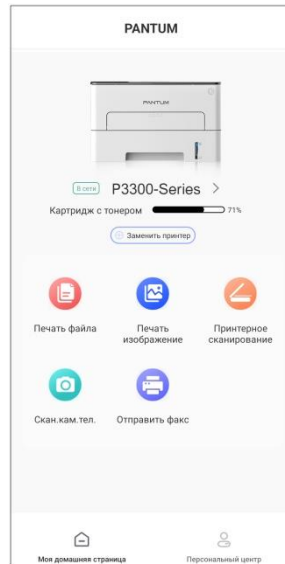 PANTUM
PANTUM
В сети P3300-Series
Картридж с тонером 71%
Заменить принтер
Печать файла
Печать изображение
Принтерное сканирование
Скан.кам.тел.
Отправить факс
Моя домашняя страница
Персональный центр